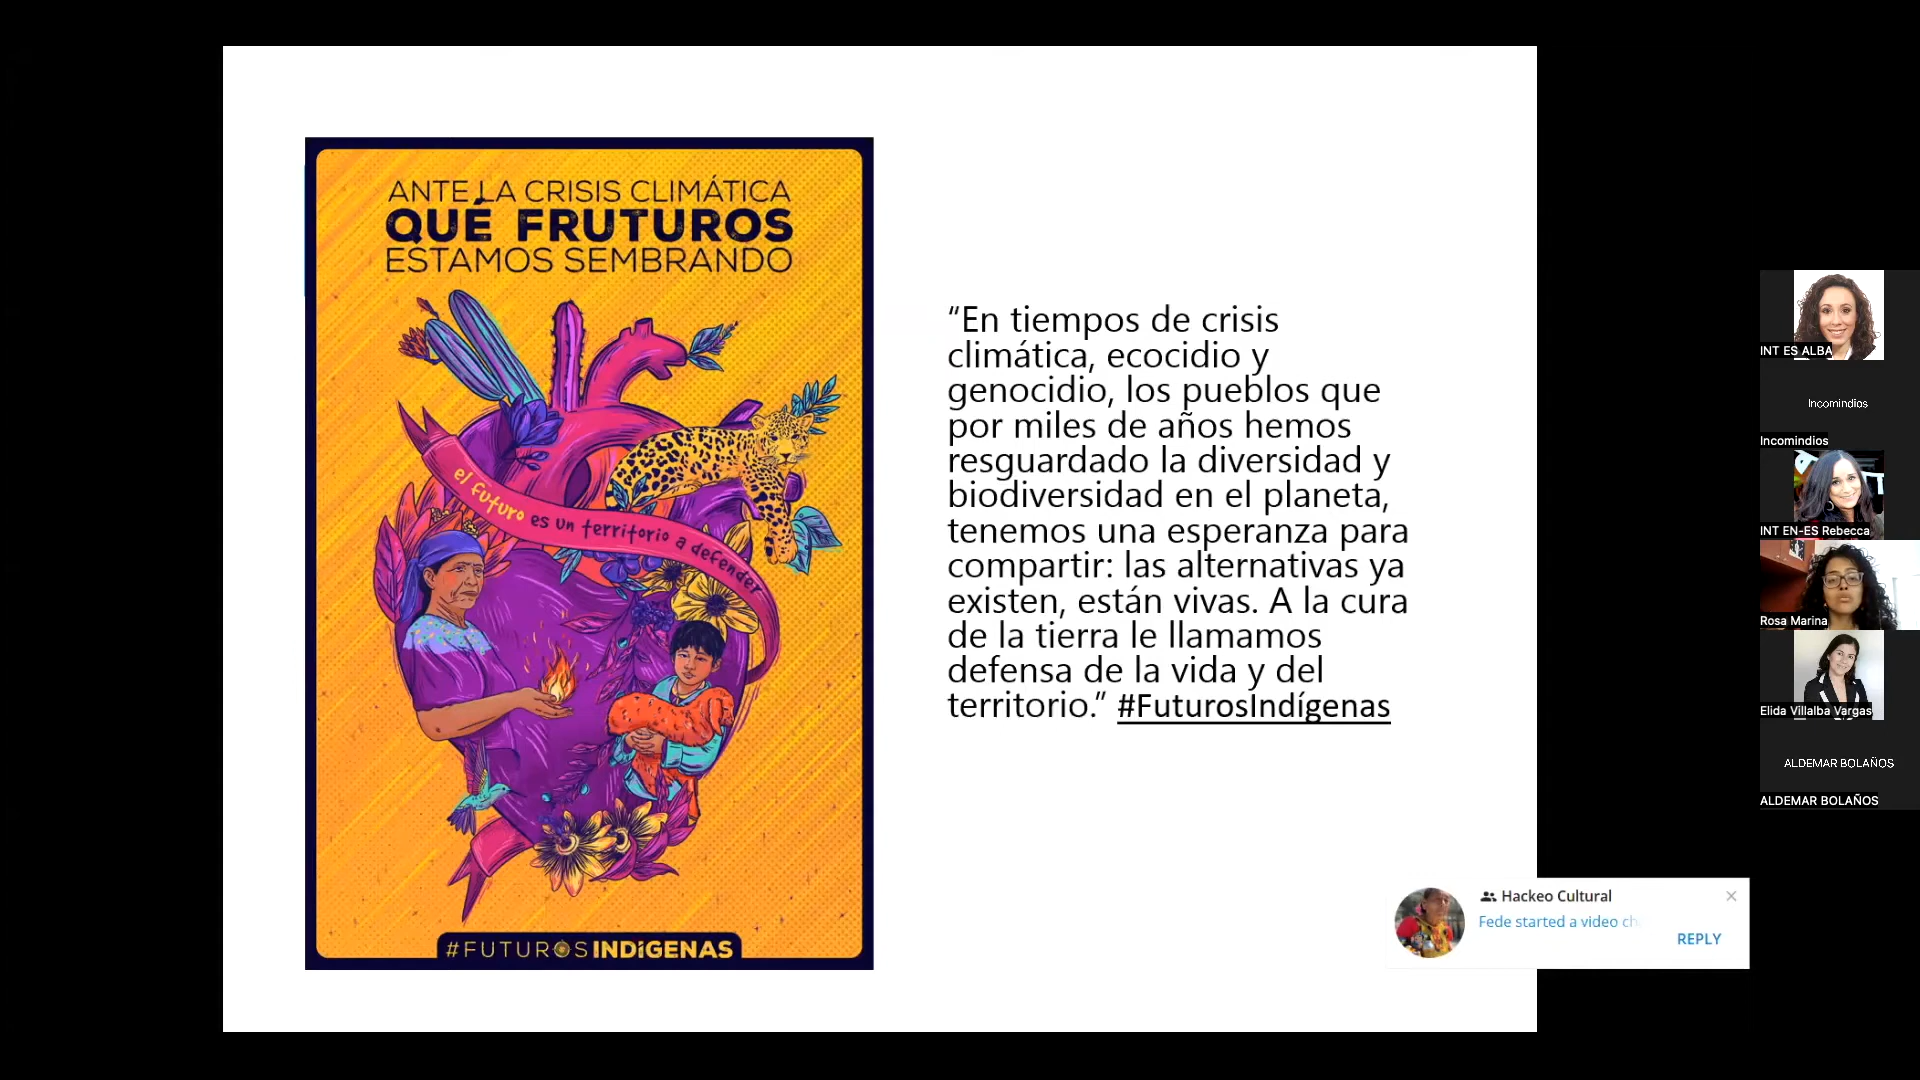 ANTE LA CRISIS CLIMÁTICA
QUÉ FRUTUROS
ESTAMOS SEMBRANDO
el futuro es un territorio a defender
#FUTUROSINDÍGENAS
“En tiempos de crisis
climática, ecocidio y
genocidio, los pueblos que
por miles de años hemos
resguardado la diversidad y
biodiversidad en el planeta,
tenemos una esperanza para
compartir: las alternativas ya
existen, están vivas. A la cura
de la tierra le llamamos
defensa de la vida y del
territorio.” #FuturosIndígenas
INT ES ALBA
Incomindios
Incomindios
INT EN-ES Rebecca
Rosa Marina
Elida Villalba Vargas
ALDEMAR BOLAÑOS
ALDEMAR BOLAÑOS
Hackeo Cultural
Fede started a video ch
REPLY